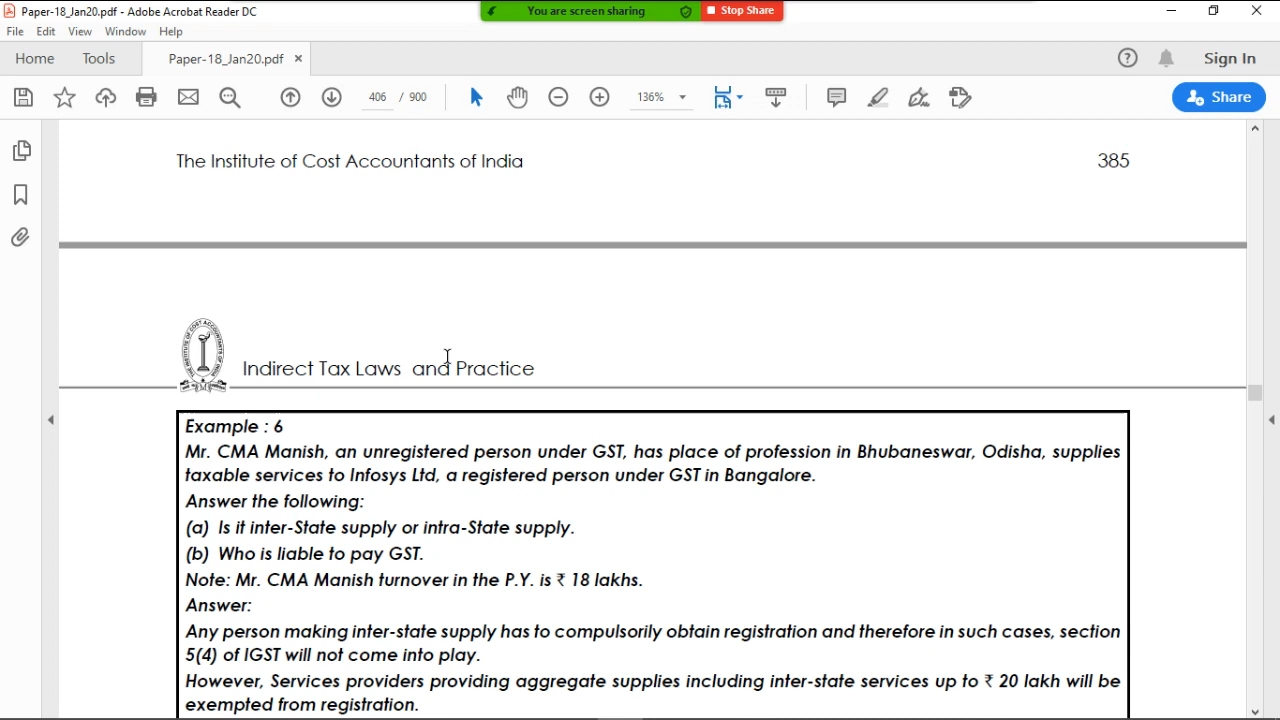 Paper-18_Jan20.pdf - Adobe Acrobat Reader DC
You are screen sharing
Stop Share
File Edit View Window Help
Home Tools Paper-18_Jan20.pdf × Sign In
406 / 900 136% Share
The Institute of Cost Accountants of India 385
Indirect Tax Laws and Practice
Example : 6
Mr. CMA Manish, an unregistered person under GST, has place of profession in Bhubaneswar, Odisha, supplies
taxable services to Infosys Ltd, a registered person under GST in Bangalore.
Answer the following:
(a) Is it inter-State supply or intra-State supply.
(b) Who is liable to pay GST.
Note: Mr. CMA Manish turnover in the P.Y. is ₹ 18 lakhs.
Answer:
Any person making inter-state supply has to compulsorily obtain registration and therefore in such cases, section
5(4) of IGST will not come into play.
However, Services providers providing aggregate supplies including inter-state services up to ₹ 20 lakh will be
exempted from registration.